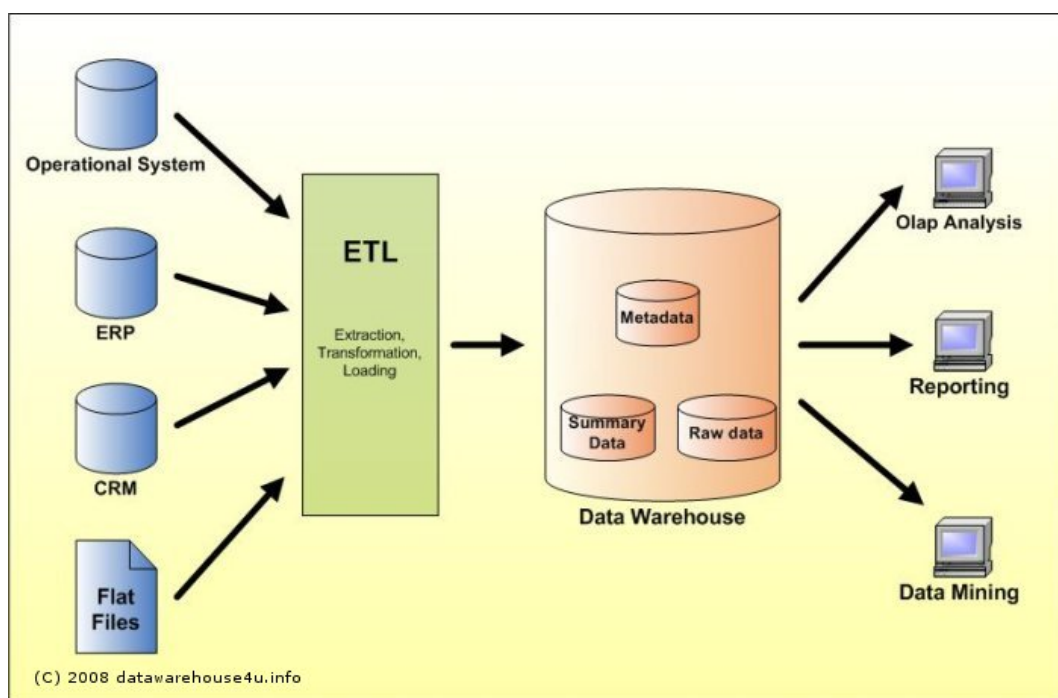 Operational System
ERP
CRM
Flat
Files
ETL
Extraction,
Transformation,
Loading
Metadata
Summary
Data
Raw data
Data Warehouse
Olap Analysis
Reporting
Data Mining
(C) 2008 datawarehouse4u.info